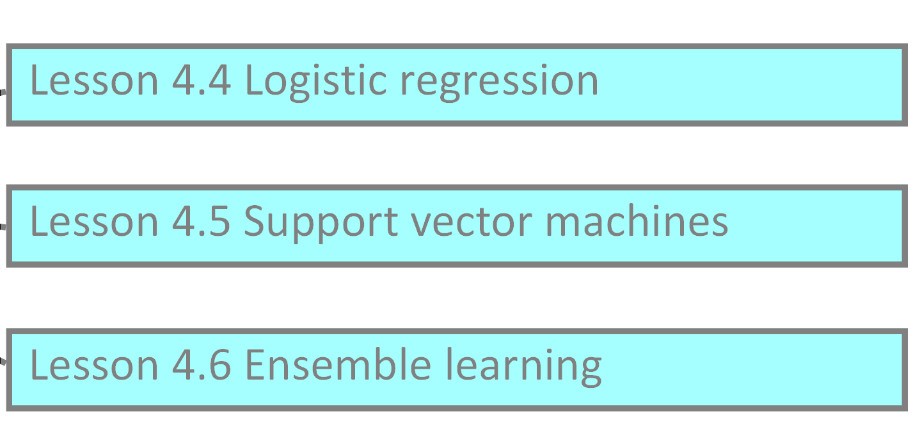 Lesson 4.4 Logistic regression
Lesson 4.5 Support vector machines
Lesson 4.6 Ensemble learning